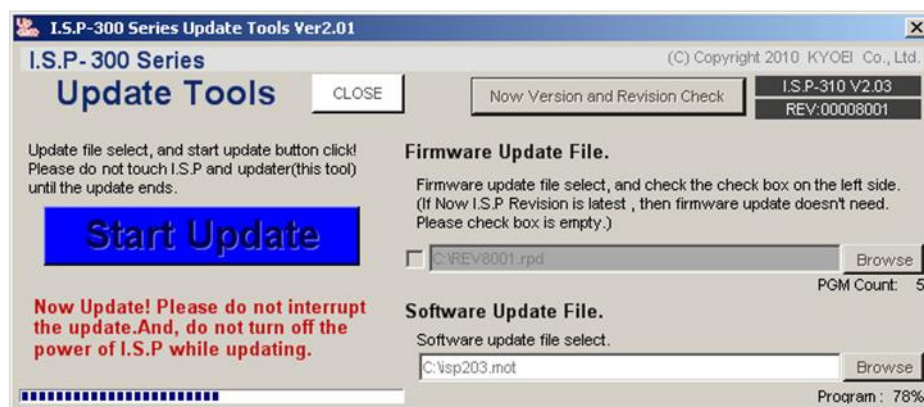 I.S.P-300 Series Update Tools Ver2.01
I.S.P-300 Series
(C) Copyright 2010 KYOEI Co., Ltd.
Update Tools
CLOSE
Now Version and Revision Check
I.S.P-310 V2.03
REV:00008001
Update file select, and start update button click!
Please do not touch I.S.P and updater(this tool)
until the update ends.
Start Update
Now Update! Please do not interrupt
the update.And, do not turn off the
power of I.S.P while updating.
Firmware Update File.
Firmware update file select, and check the check box on the left side.
(If Now I.S.P Revision is latest , then firmware update doesn't need.
Please check box is empty.)
C:\REV8001.rpd
Browse
PGM Count: 5
Software Update File.
Software update file select.
C:\isp203.mot
Browse
Program : 78%